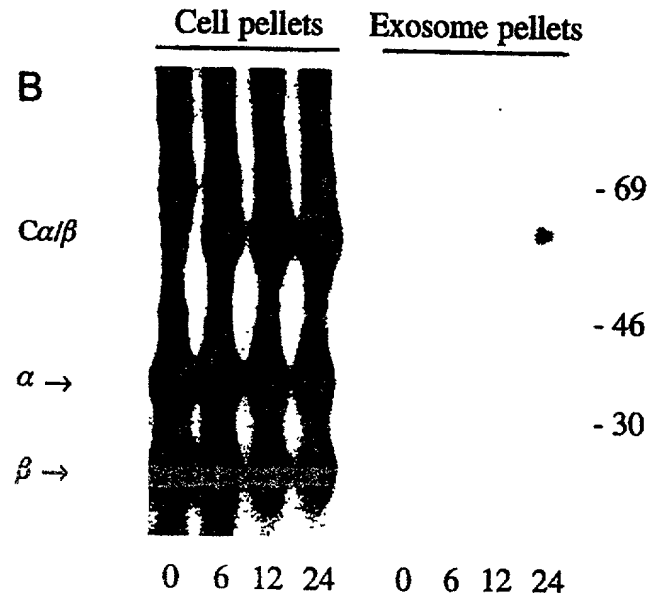 Cell pellets Exosome pellets
B
- 69
Cα/β
- 46
α →
- 30
β →
0 6 12 24 0 6 12 24